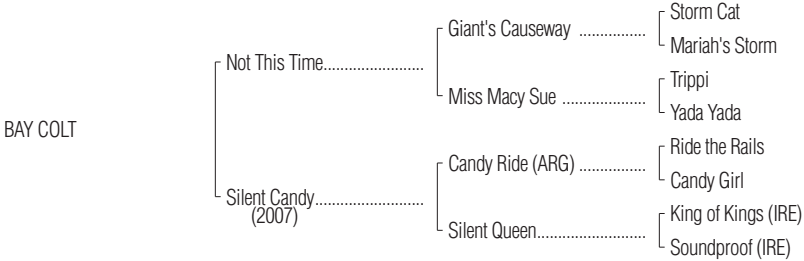 Storm Cat
Giant's Causeway ................
Mariah's Storm
Not This Time........................
Trippi
Miss Macy Sue ....................
Yada Yada
BAY COLT
Ride the Rails
Candy Ride (ARG) ................
Candy Girl
Silent Candy..........................
(2007)
King of Kings (IRE)
Silent Queen..........................
Soundproof (IRE)